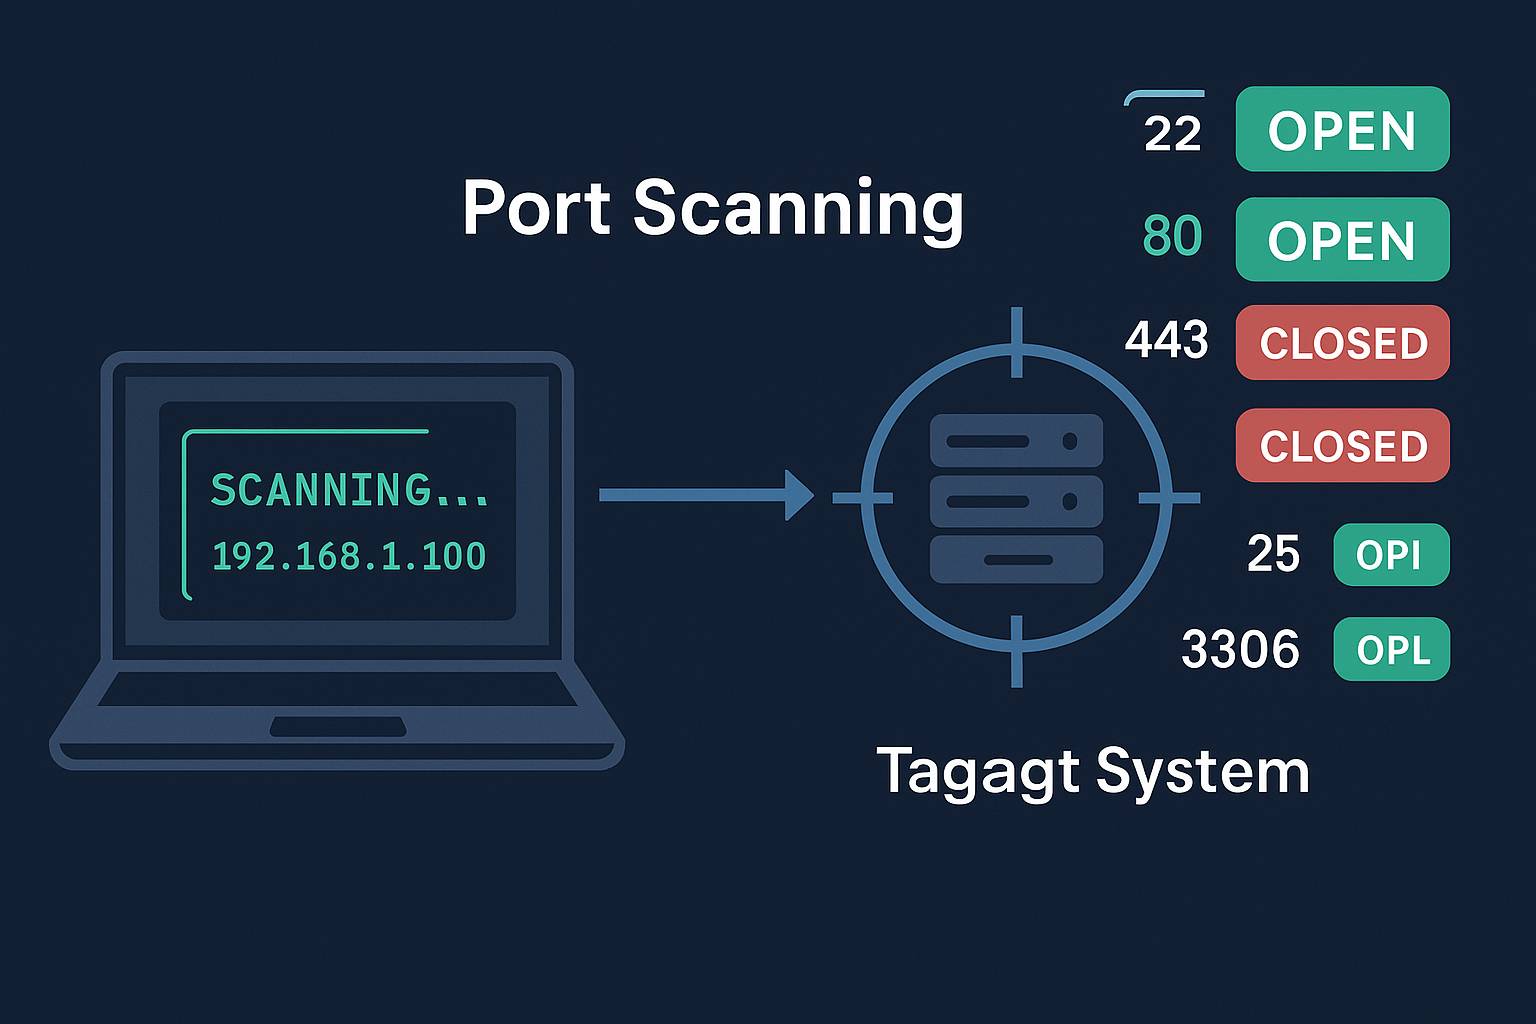 Port Scanning
SCANNING...
192.168.1.100
22 OPEN
80 OPEN
443 CLOSED
CLOSED
25 OPI
3306 OPL
Tagagt System